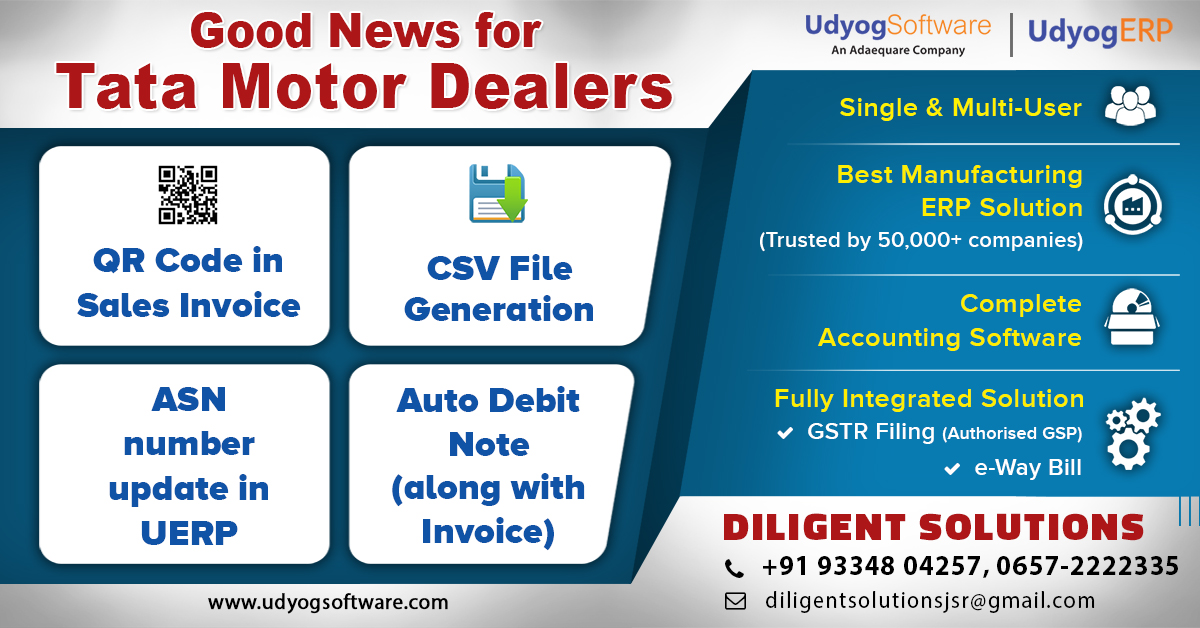 Good News for
Tata Motor Dealers
UdyogSoftware
An Adaequare Company
UdyogERP
QR Code in
Sales Invoice
CSV File
Generation
ASN
number
update in
UERP
Auto Debit
Note
(along with
Invoice)
www.udyogsoftware.com
Single & Multi-User
Best Manufacturing
ERP Solution
(Trusted by 50,000+ companies)
Complete
Accounting Software
Fully Integrated Solution
GSTR Filing (Authorised GSP)
e-Way Bill
DILIGENT SOLUTIONS
+91 93348 04257, 0657-2222335
diligentsolutionsjsr@gmail.com